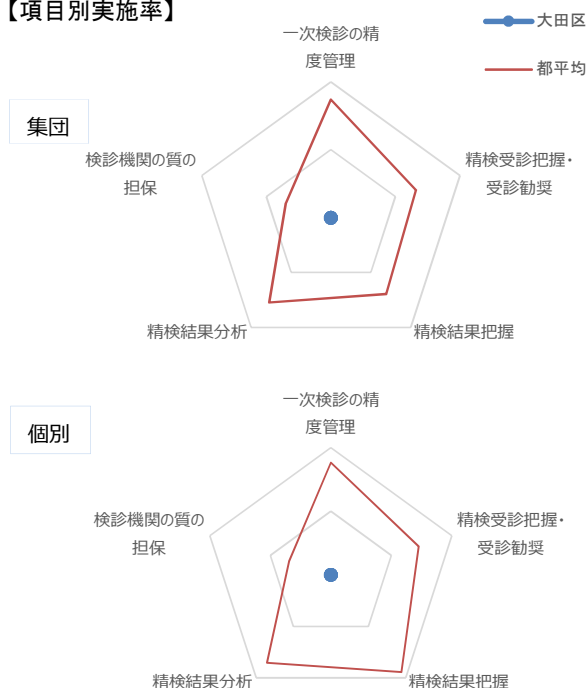 【項目別実施率】
大田区
都平均
集団
一次検診の精
度管理
精検受診把握・
受診勧奨
精検結果把握
精検結果分析
検診機関の質の
担保
個別
一次検診の精
度管理
精検受診把握・
受診勧奨
精検結果把握
精検結果分析
検診機関の質の
担保